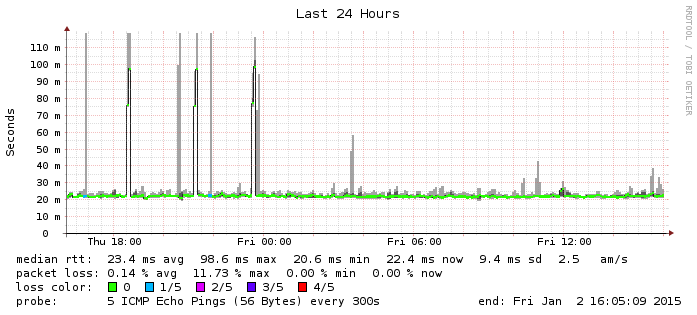 Last 24 Hours
RRDTOOL / TOBI OETIKER
Seconds
110 m
100 m
90 m
80 m
70 m
60 m
50 m
40 m
30 m
20 m
10 m
0
Thu 18:00 Fri 00:00 Fri 06:00 Fri 12:00
median rtt: 23.4 ms avg 98.6 ms max 20.6 ms min 22.4 ms now 9.4 ms sd 2.5 am/s
packet loss: 0.14 % avg 11.73 % max 0.00 % min 0.00 % now
loss color: 0 1/5 2/5 3/5 4/5
probe: 5 ICMP Echo Pings (56 Bytes) every 300s end: Fri Jan 2 16:05:09 2015